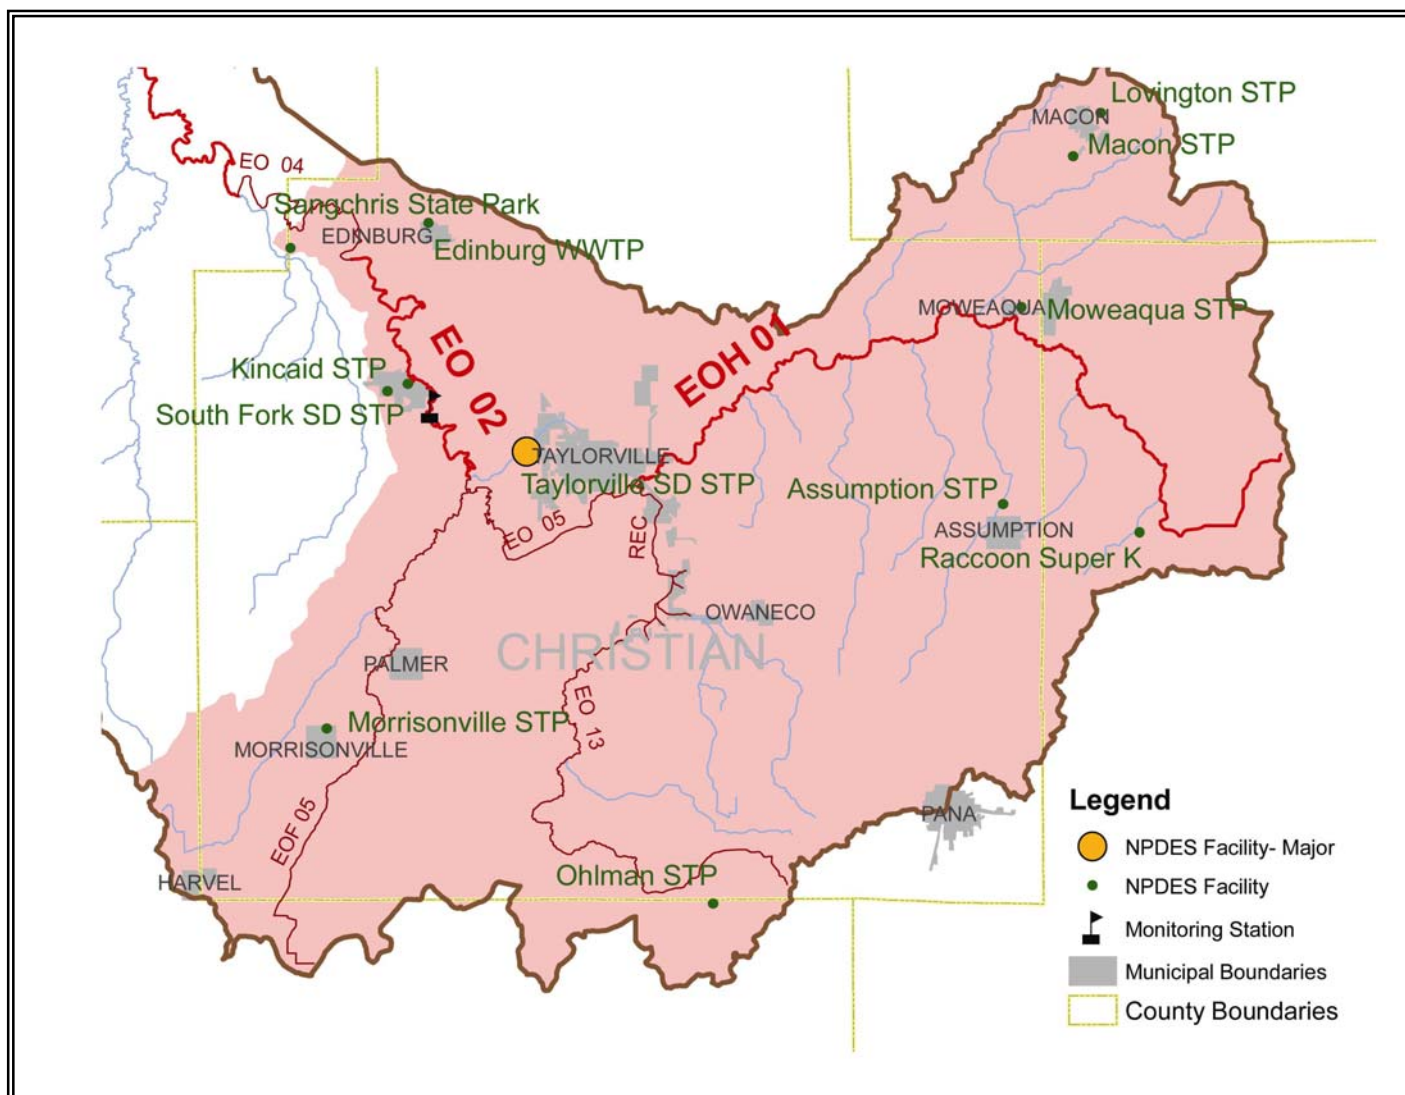 Lovington STP
MACON
Macon STP
EO 04
Sangchris State Park
EDINBURG
Edinburg WWTP
MOWEAQUA
Moweaqua STP
EOH 01
EO 02
Kincaid STP
South Fork SD STP
TAYLORVILLE
Taylorville SD STP
Assumption STP
ASSUMPTION
Raccoon Super K
EO 05
REC
OWANECO
CHRISTIAN
PALMER
EO 13
Morrisonville STP
MORRISONVILLE
EOF 05
PANA
HARVEL
Ohlman STP
Legend
NPDES Facility- Major
NPDES Facility
Monitoring Station
Municipal Boundaries
County Boundaries